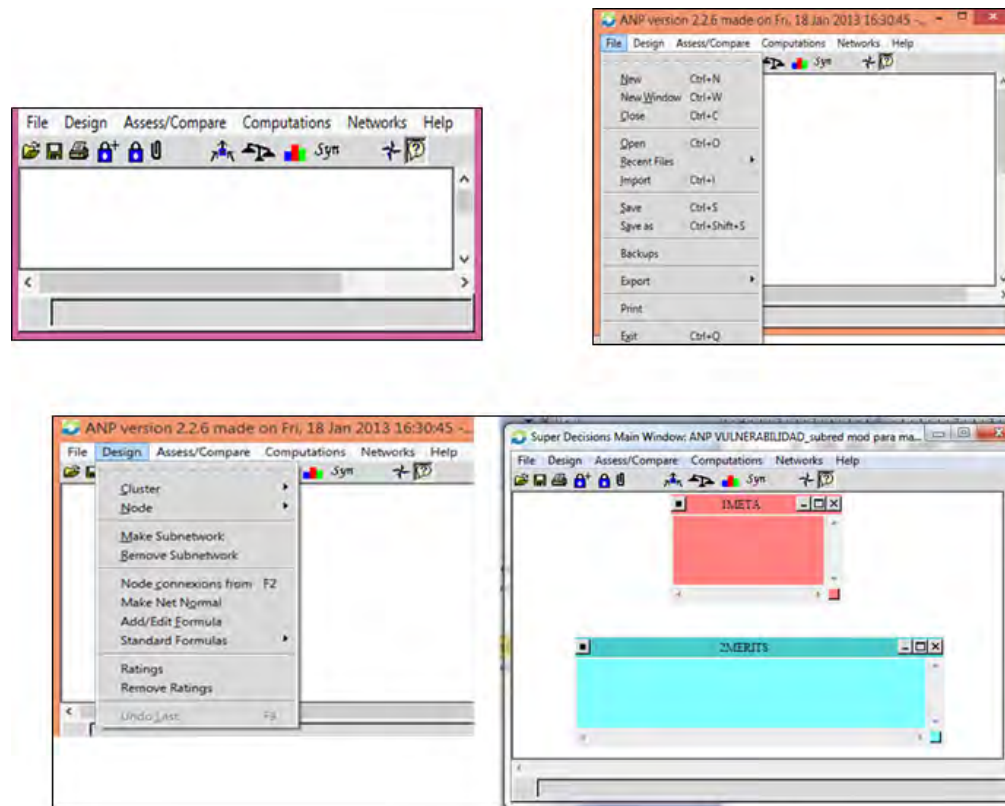 File Design Assess/Compare Computations Networks Help
Syn
ANP version 2.2.6 made on Fri, 18 Jan 2013 16:30:45 -...
File Design Assess/Compare Computations Networks Help
Syn
New Ctrl+N
New Window Ctrl+W
Close Ctrl+C
Open Ctrl+O
Recent Files
Import Ctrl+I
Save Ctrl+S
Save as Ctrl+Shift+S
Backups
Export
Print
Exit Ctrl+Q
ANP version 2.2.6 made on Fri, 18 Jan 2013 16:30:45 -...
File Design Assess/Compare Computations Networks Help
Syn
Cluster
Node
Make Subnetwork
Remove Subnetwork
Node connexions from F2
Make Net Normal
Add/Edit Formula
Standard Formulas
Ratings
Remove Ratings
Undo Last F9
Super Decisions Main Window: ANP VULNERABILIDAD_subred mod para ma...
File Design Assess/Compare Computations Networks Help
Syn
1META
2MERITS